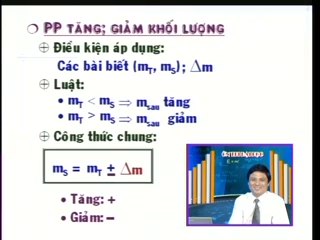 PP TĂNG; GIẢM KHỐI LƯỢNG
Điều kiện áp dụng:
Các bài biết (mT, mS); Δm
Luật:
• mT < mS ⇒ msau tăng
• mT > mS ⇒ msau giảm
Công thức chung:
mS = mT ± Δm
• Tăng: +
• Giảm: −